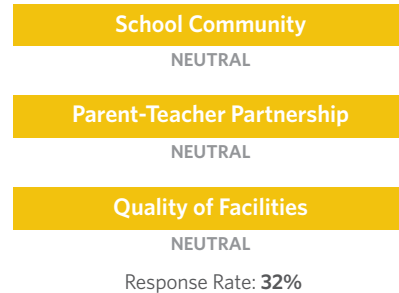 School Community
NEUTRAL
Parent-Teacher Partnership
NEUTRAL
Quality of Facilities
NEUTRAL
Response Rate: 32%